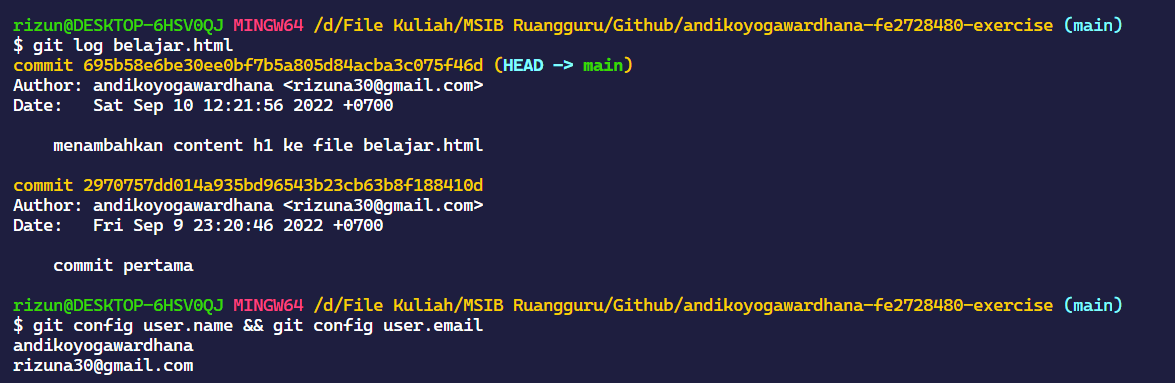 rizun@DESKTOP-6HSV0QJ MINGW64 /d/File Kuliah/MSIB Ruangguru/Github/andikoyogawardhana-fe2728480-exercise (main)
$ git log belajar.html
commit 695b58e6be30ee0bf7b5a805d84acba3c075f46d (HEAD -> main)
Author: andikoyogawardhana <rizuna30@gmail.com>
Date:   Sat Sep 10 12:21:56 2022 +0700
    menambahkan content h1 ke file belajar.html
commit 2970757dd014a935bd96543b23cb63b8f188410d
Author: andikoyogawardhana <rizuna30@gmail.com>
Date:   Fri Sep 9 23:20:46 2022 +0700
    commit pertama
rizun@DESKTOP-6HSV0QJ MINGW64 /d/File Kuliah/MSIB Ruangguru/Github/andikoyogawardhana-fe2728480-exercise (main)
$ git config user.name && git config user.email
andikoyogawardhana
rizuna30@gmail.com